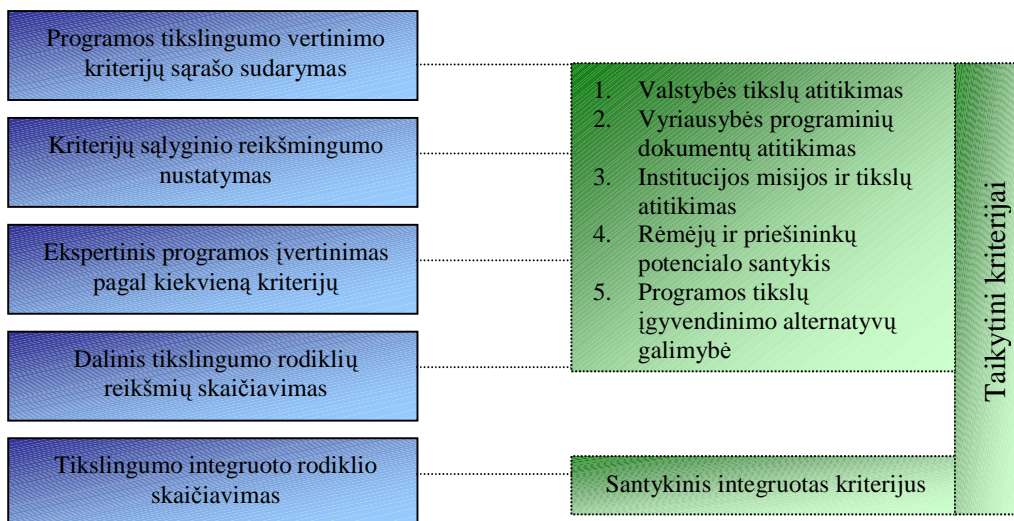 Programos tikslingumo vertinimo
kriterijų sąrašo sudarymas
Kriterijų sąlyginio reikšmingumo
nustatymas
Ekspertinis programos įvertinimas
pagal kiekvieną kriterijų
Dalinis tikslingumo rodiklių
reikšmių skaičiavimas
Tikslingumo integruoto rodiklio
skaičiavimas
1. Valstybės tikslų atitikimas
2. Vyriausybės programinių
dokumentų atitikimas
3. Institucijos misijos ir tikslų
atitikimas
4. Rėmėjų ir priešininkų
potencialo santykis
5. Programos tikslų
įgyvendinimo alternatyvų
galimybė
Santykinis integruotas kriterijus
Taikytini kriterijai